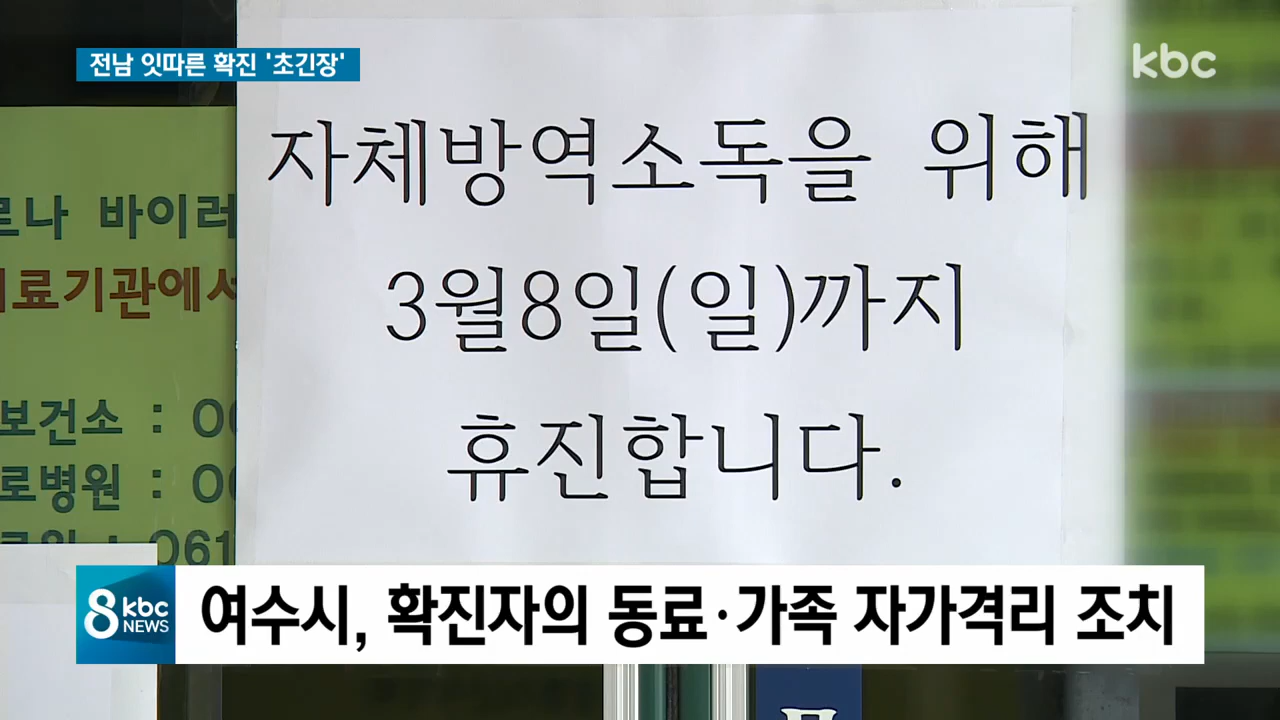 전남 잇따른 확진 '초긴장'
kbc
자체방역소독을 위해
3월8일(일)까지
휴진합니다.
바이러
의료기관에서
보건소 :
병원 :
: 061
8 kbc NEWS
여수시, 확진자의 동료·가족 자가격리 조치